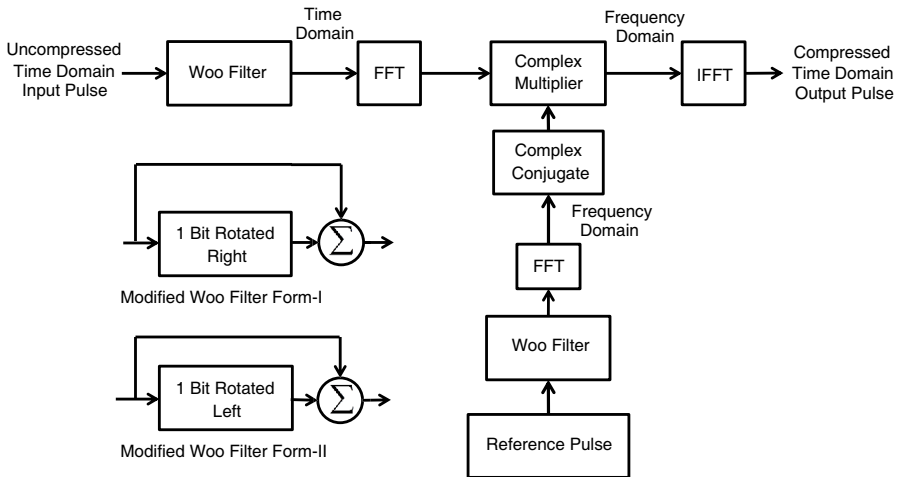 Uncompressed
Time Domain
Input Pulse
Woo Filter
Time
Domain
FFT
Complex
Multiplier
Frequency
Domain
IFFT
Compressed
Time Domain
Output Pulse
Complex
Conjugate
Frequency
Domain
FFT
Woo Filter
Reference Pulse
1 Bit Rotated
Right
Σ
Modified Woo Filter Form-I
1 Bit Rotated
Left
Σ
Modified Woo Filter Form-II